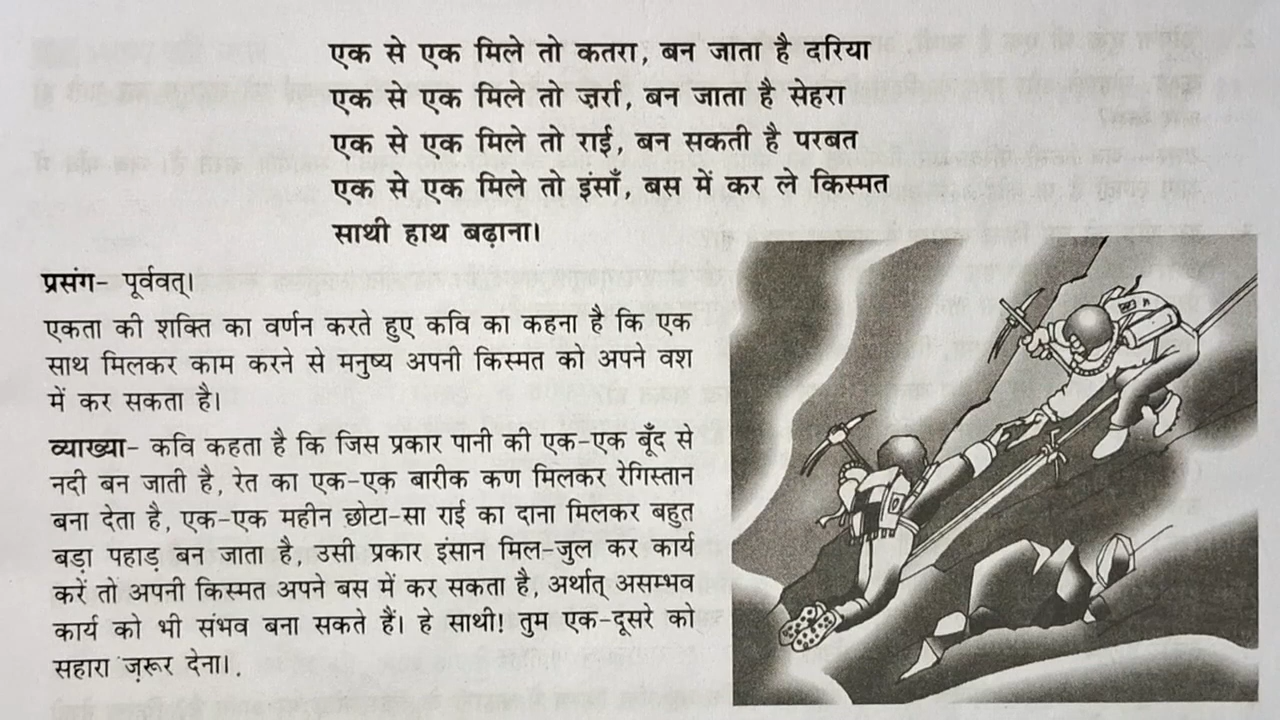 एक से एक मिले तो कतरा, बन जाता है दरिया
एक से एक मिले तो ज़र्रा, बन जाता है सेहरा
एक से एक मिले तो राई, बन सकती है परबत
एक से एक मिले तो इंसाँ, बस में कर ले किस्मत
साथी हाथ बढ़ाना।
प्रसंग– पूर्ववत्।
एकता की शक्ति का वर्णन करते हुए कवि का कहना है कि एक
साथ मिलकर काम करने से मनुष्य अपनी किस्मत को अपने वश
में कर सकता है।
व्याख्या– कवि कहता है कि जिस प्रकार पानी की एक-एक बूँद से
नदी बन जाती है, रेत का एक-एक बारीक कण मिलकर रेगिस्तान
बना देता है, एक-एक महीन छोटा-सा राई का दाना मिलकर बहुत
बड़ा पहाड़ बन जाता है, उसी प्रकार इंसान मिल-जुल कर कार्य
करें तो अपनी किस्मत अपने बस में कर सकता है, अर्थात् असम्भव
कार्य को भी संभव बना सकते हैं। हे साथी! तुम एक-दूसरे को
सहारा ज़रूर देना।.